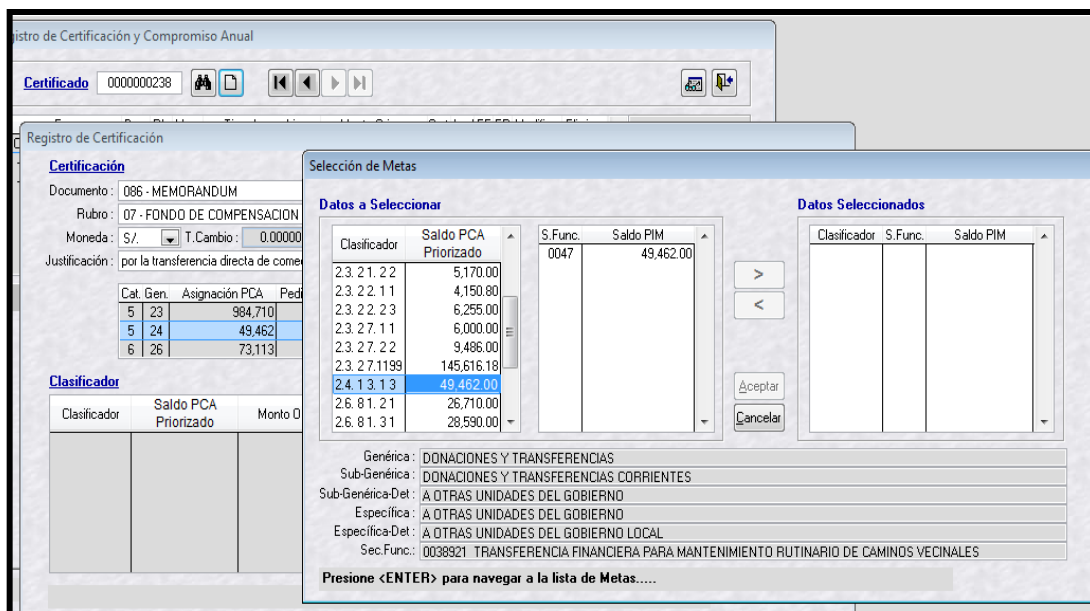 gistro de Certificación y Compromiso Anual
Certificado 0000000238
Registro de Certificación
Certificación
Documento : 086 - MEMORANDUM
Rubro : 07 - FONDO DE COMPENSACION
Moneda : S/. T.Cambio : 0.00000
Justificación : por la transferencia directa de come
Cat. Gen. Asignación PCA Pedi
5 23 984,710
5 24 49,462
6 26 73,113
Clasificador
Clasificador Saldo PCA Priorizado Monto O
Selección de Metas
Datos a Seleccionar
Clasificador Saldo PCA Priorizado
2.3. 21. 2 2 5,170.00
2.3. 2 2. 1 1 4,150.80
2.3. 2 2. 2 3 6,255.00
2.3. 2 7. 1 1 6,000.00
2.3. 2 7. 2 2 9,486.00
2.3. 2 7.1199 145,616.18
2.4. 1 3. 1 3 49,462.00
2.6. 8 1. 2 1 26,710.00
2.6. 8 1. 3 1 28,590.00
S.Func. Saldo PIM
0047 49,462.00
>
<
Aceptar
Cancelar
Datos Seleccionados
Clasificador S.Func. Saldo PIM
Genérica : DONACIONES Y TRANSFERENCIAS
Sub-Genérica : DONACIONES Y TRANSFERENCIAS CORRIENTES
Sub-Genérica-Det : A OTRAS UNIDADES DEL GOBIERNO
Específica : A OTRAS UNIDADES DEL GOBIERNO
Específica-Det : A OTRAS UNIDADES DEL GOBIERNO LOCAL
Sec.Func.: 0038921 TRANSFERENCIA FINANCIERA PARA MANTENIMIENTO RUTINARIO DE CAMINOS VECINALES
Presione <ENTER> para navegar a la lista de Metas.....